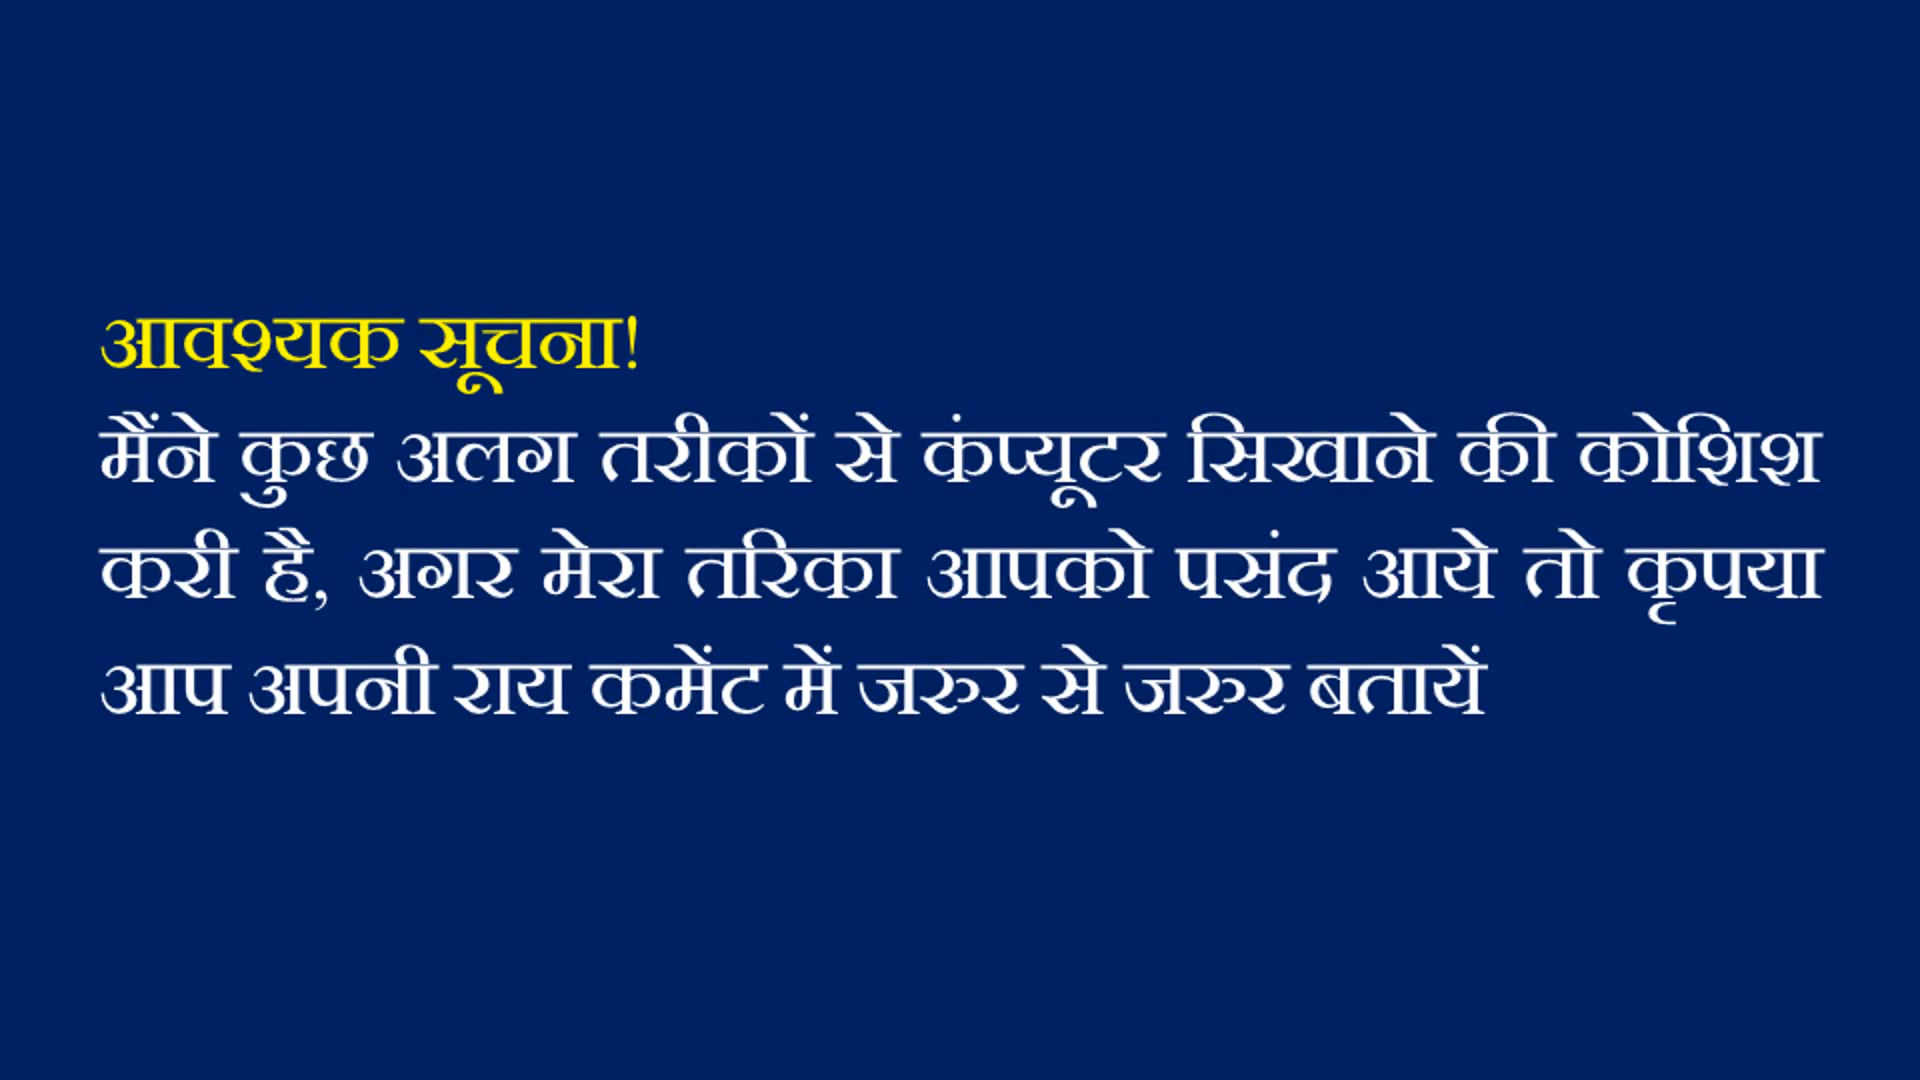 आवश्यक सूचना!
मैंने कुछ अलग तरीकों से कंप्यूटर सिखाने की कोशिश
करी है, अगर मेरा तरिका आपको पसंद आये तो कृपया
आप अपनी राय कमेंट में जरुर से जरुर बतायें